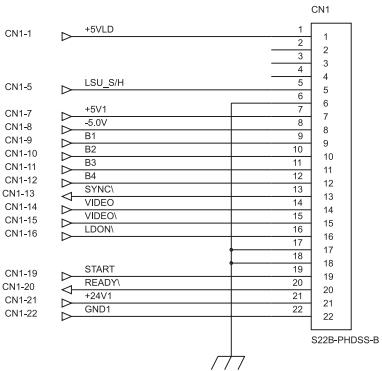 CN1
CN1-1 +5VLD 1 1
2 2
3 3
4 4
CN1-5 LSU_S/H 5 5
6 6
CN1-7 +5V1 7 7
CN1-8 -5.0V 8 8
CN1-9 B1 9 9
CN1-10 B2 10 10
CN1-11 B3 11 11
CN1-12 B4 12 12
CN1-13 SYNC\ 13 13
CN1-14 VIDEO 14 14
CN1-15 VIDEO\ 15 15
CN1-16 LDON\ 16 16
17 17
18 18
CN1-19 START 19 19
CN1-20 READY\ 20 20
CN1-21 +24V1 21 21
CN1-22 GND1 22 22
S22B-PHDSS-B